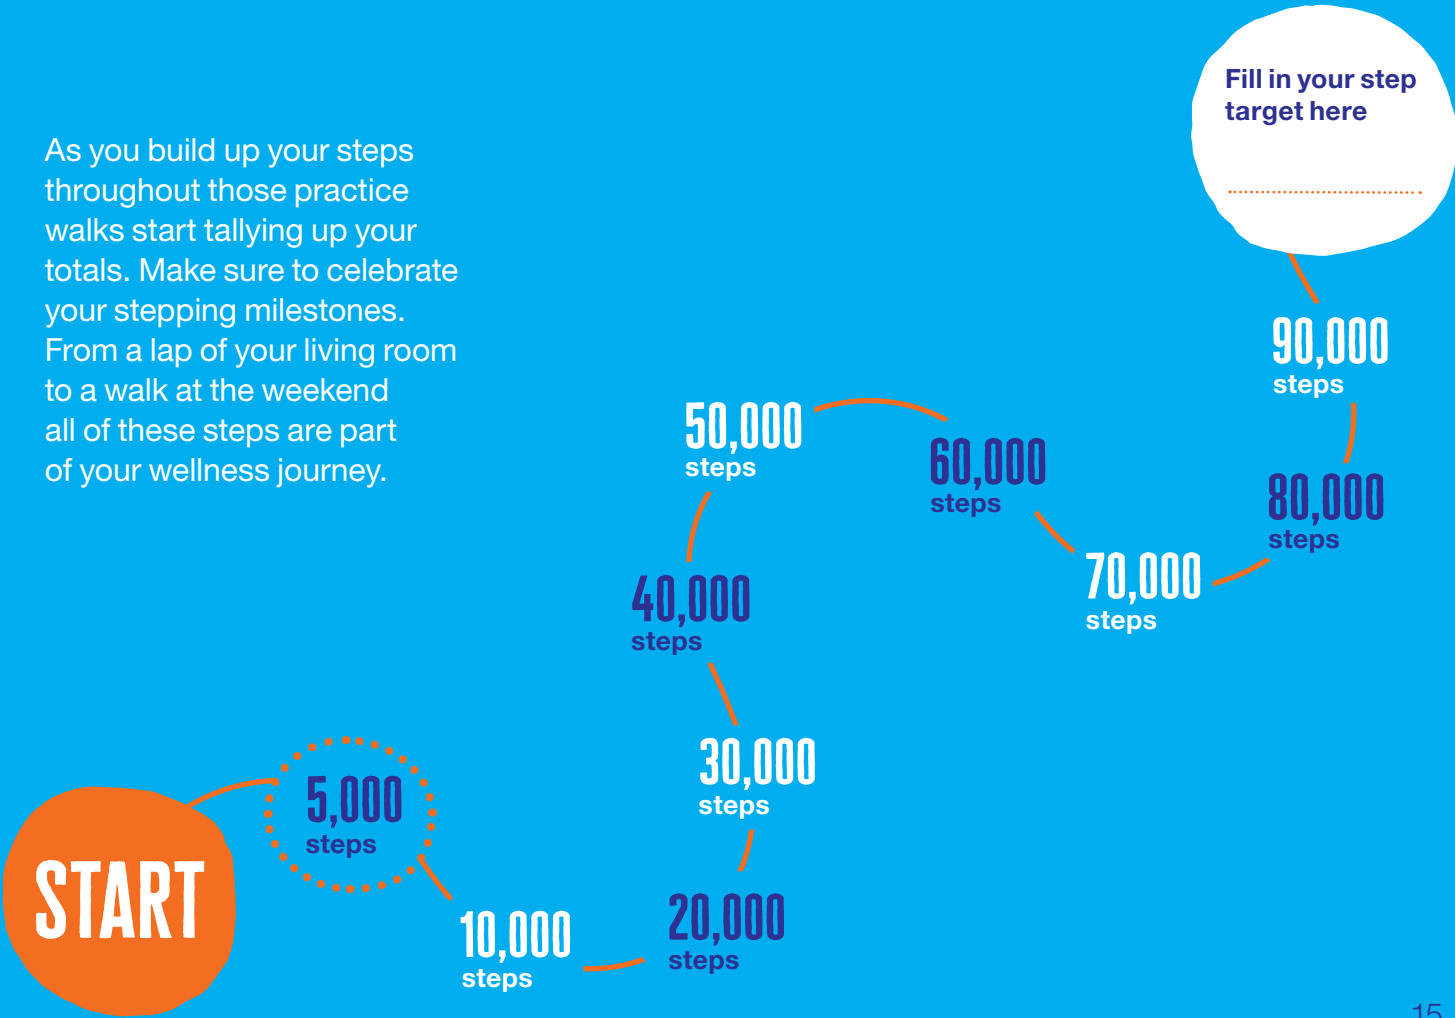 As you build up your steps
throughout those practice
walks start tallying up your
totals. Make sure to celebrate
your stepping milestones.
From a lap of your living room
to a walk at the weekend
all of these steps are part
of your wellness journey.
START
5,000
steps
10,000
steps
20,000
steps
30,000
steps
40,000
steps
50,000
steps
60,000
steps
70,000
steps
80,000
steps
90,000
steps
Fill in your step
target here
15